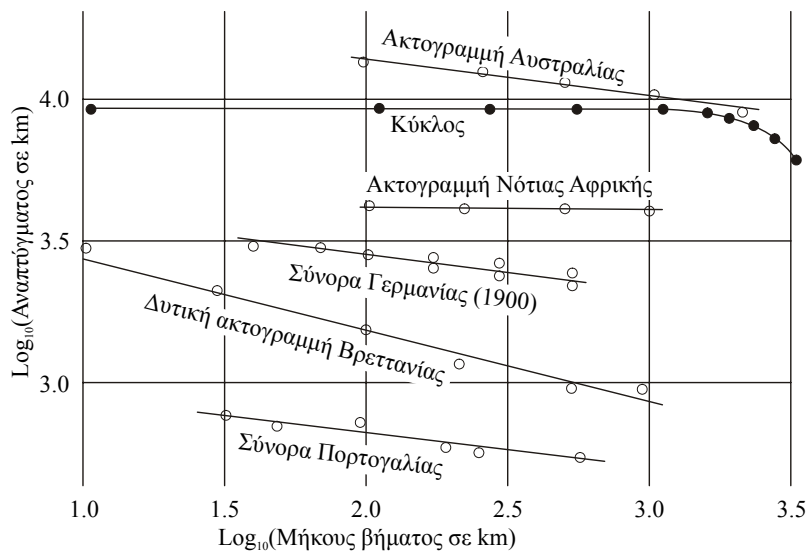 Ακτογραμμή Αυστραλίας
4.0
Κύκλος
Ακτογραμμή Νότιας Αφρικής
3.5
Σύνορα Γερμανίας (1900)
Δυτική ακτογραμμή Βρεττανίας
3.0
Σύνορα Πορτογαλίας
Log₁₀(Αναπτύγματος σε km)
1.0 1.5 2.0 2.5 3.0 3.5
Log₁₀(Μήκους βήματος σε km)